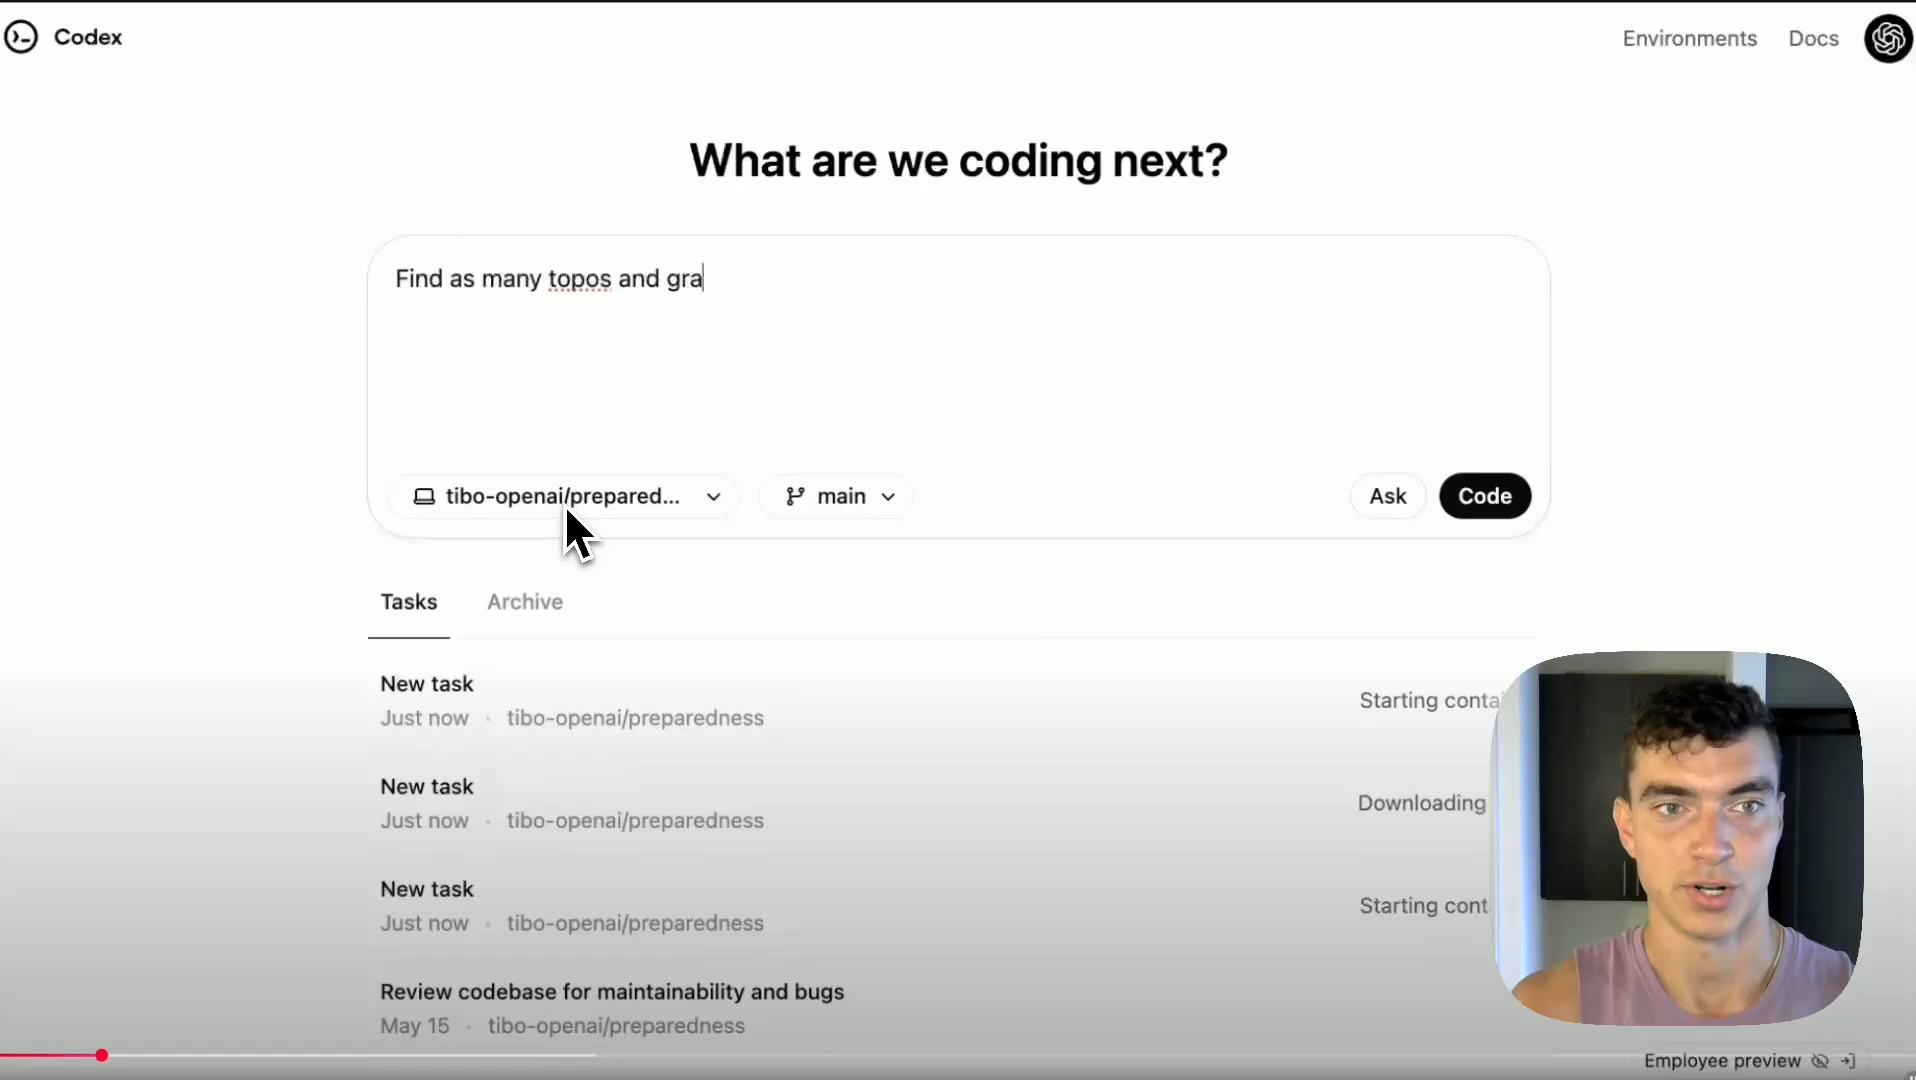 Codex
Environments Docs
What are we coding next?
Find as many topos and gra
tibo-openai/prepared... main Ask Code
Tasks Archive
New task
Just now · tibo-openai/preparedness
Starting contai
New task
Just now · tibo-openai/preparedness
Downloading
New task
Just now · tibo-openai/preparedness
Starting cont
Review codebase for maintainability and bugs
May 15 · tibo-openai/preparedness
Employee preview